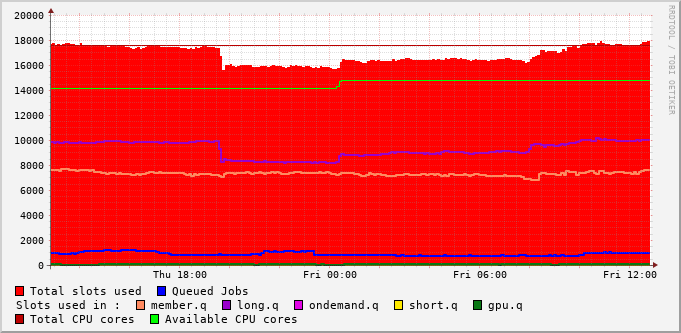 20000
18000
16000
14000
12000
10000
8000
6000
4000
2000
0
Thu 18:00 Fri 00:00 Fri 06:00 Fri 12:00
Total slots used Queued Jobs
Slots used in : member.q long.q ondemand.q short.q gpu.q
Total CPU cores Available CPU cores
RRDTOOL / TOBI OETIKER